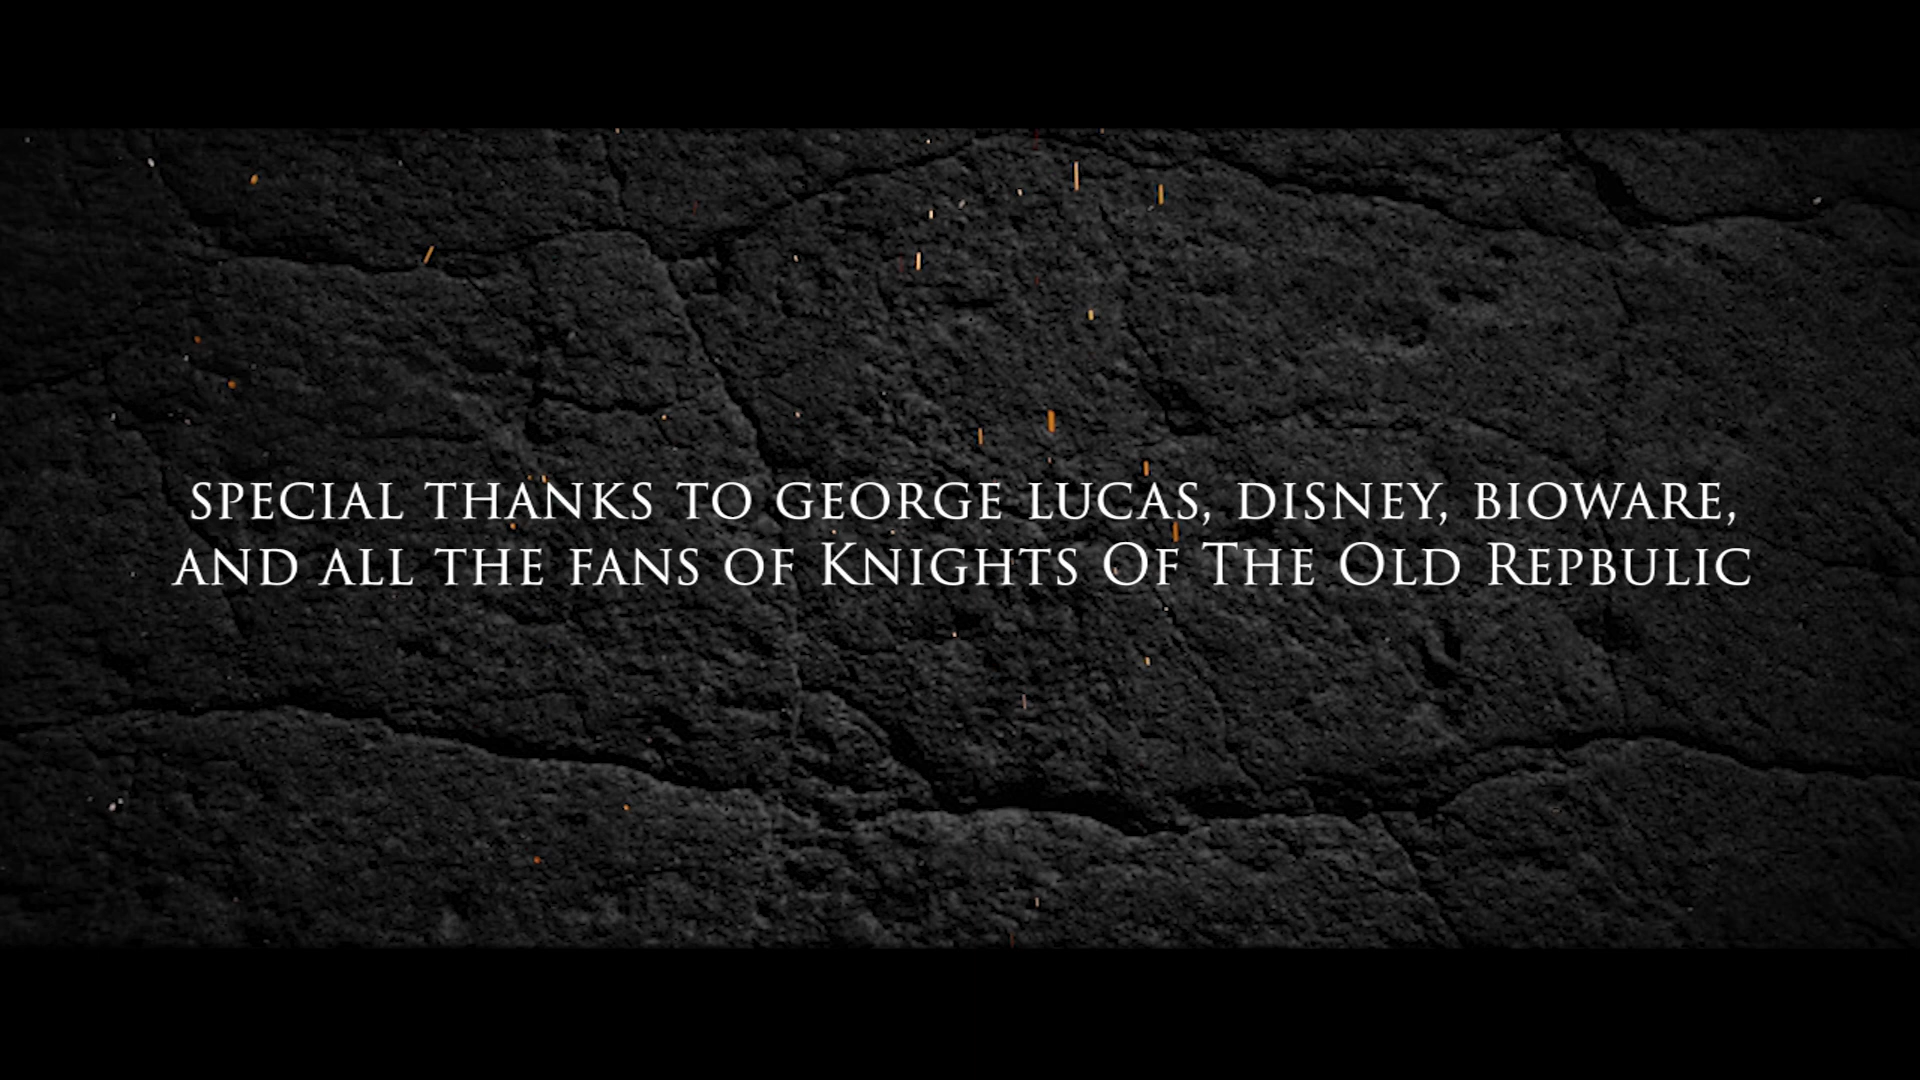 SPECIAL THANKS TO GEORGE LUCAS, DISNEY, BIOWARE,
AND ALL THE FANS OF KNIGHTS OF THE OLD REPBULIC